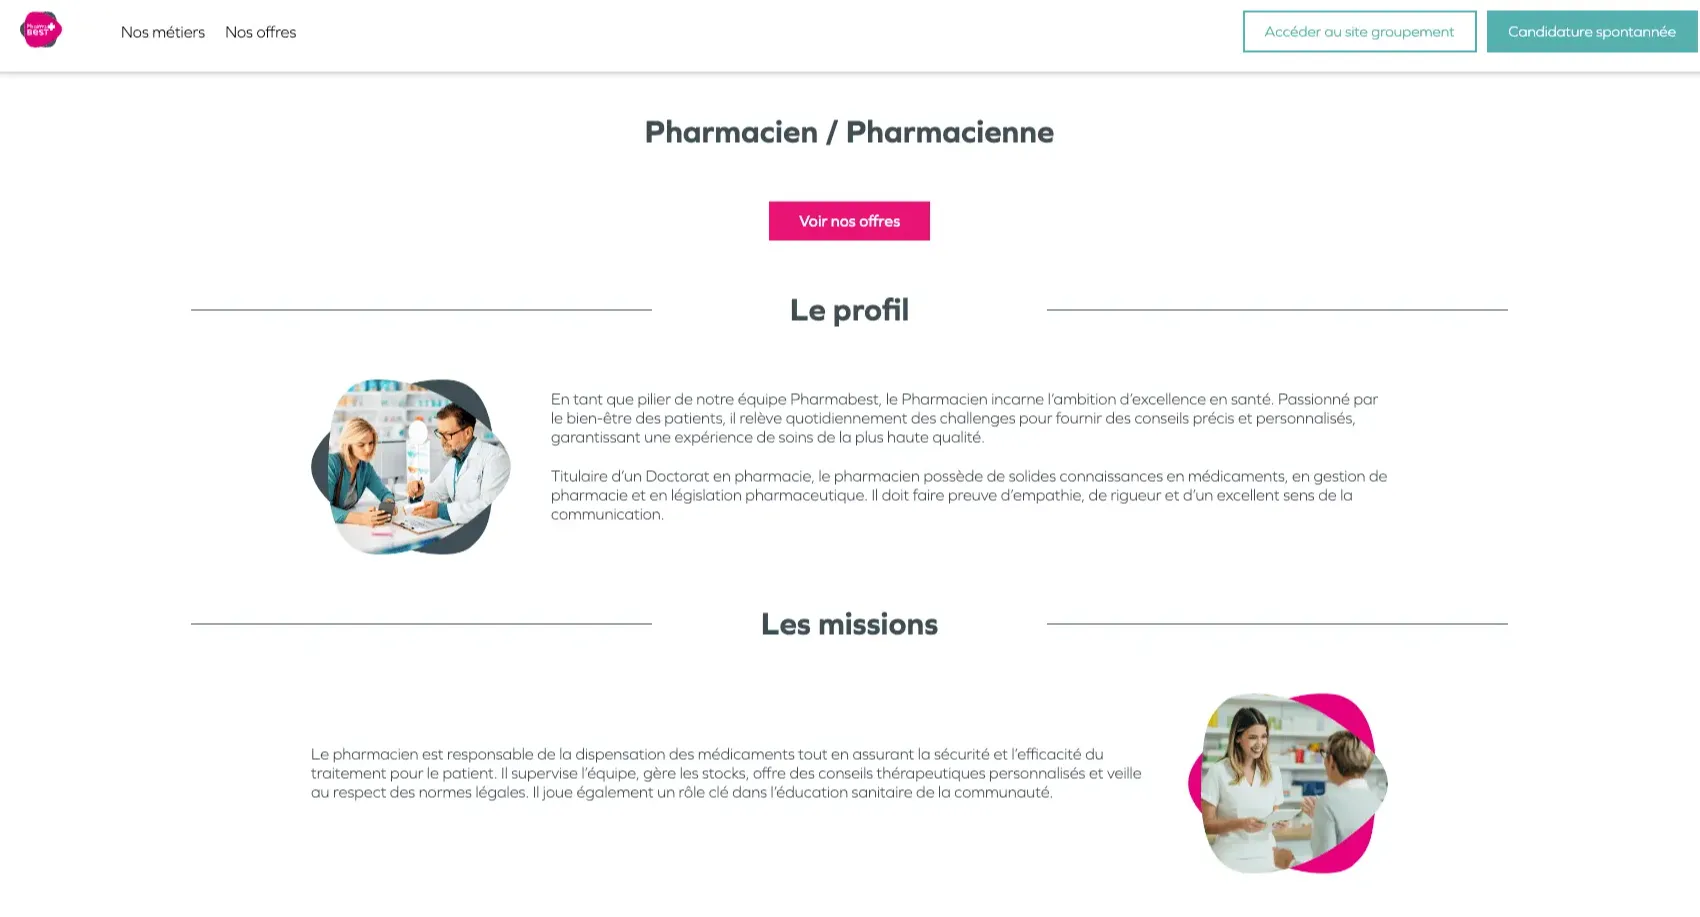 Pharma
BEST
Nos métiers
Nos offres
Accéder au site groupement
Candidature spontannée
Pharmacien / Pharmacienne
Voir nos offres
Le profil
En tant que pilier de notre équipe Pharmabest, le Pharmacien incarne l’ambition d’excellence en santé. Passionné par
le bien-être des patients, il relève quotidiennement des challenges pour fournir des conseils précis et personnalisés,
garantissant une expérience de soins de la plus haute qualité.
Titulaire d’un Doctorat en pharmacie, le pharmacien possède de solides connaissances en médicaments, en gestion de
pharmacie et en législation pharmaceutique. Il doit faire preuve d’empathie, de rigueur et d’un excellent sens de la
communication.
Les missions
Le pharmacien est responsable de la dispensation des médicaments tout en assurant la sécurité et l’efficacité du
traitement pour le patient. Il supervise l’équipe, gère les stocks, offre des conseils thérapeutiques personnalisés et veille
au respect des normes légales. Il joue également un rôle clé dans l’éducation sanitaire de la communauté.